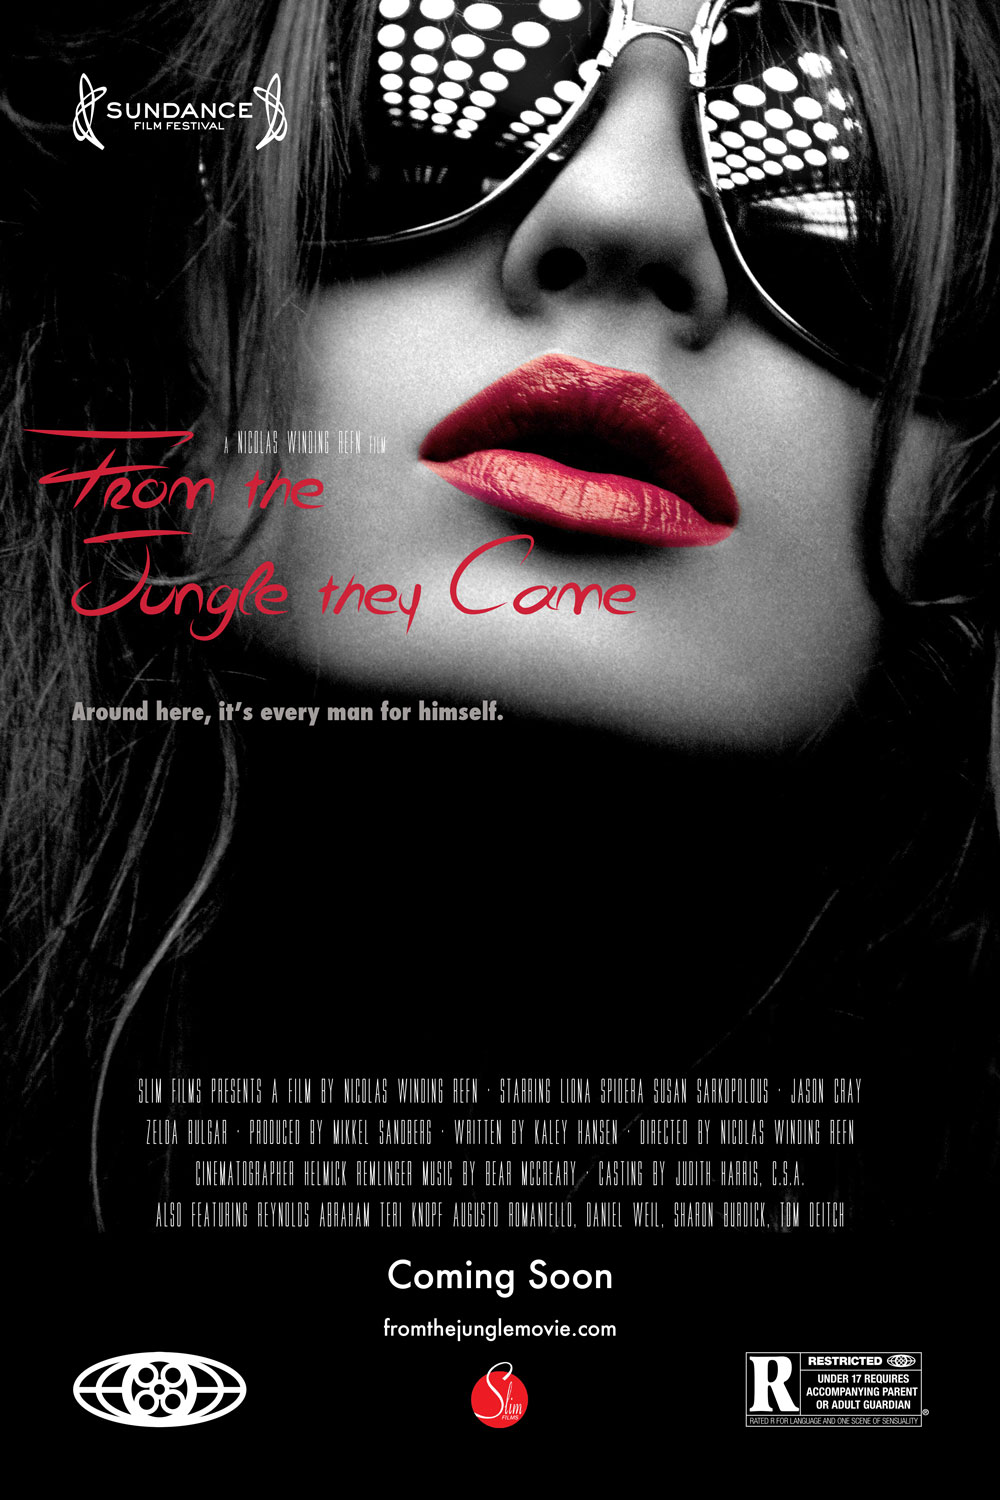 SUNDANCE
FILM FESTIVAL
A NICOLAS WINDING REFN FILM
From the
Jungle they Came
Around here, it's every man for himself.
SLIM FILMS PRESENTS A FILM BY NICOLAS WINDING REFN · STARRING LIONA SPIDERA SUSAN SARKOPOLOUS · JASON CRAY
ZELDA BULGAR · PRODUCED BY MIKKEL SANDBERG · WRITTEN BY KALEY HANSEN · DIRECTED BY NICOLAS WINDING REFN
CINEMATOGRAPHER HELMICK REMLINGER MUSIC BY BEAR MCCREARY · CASTING BY JUDITH HARRIS, C.S.A.
ALSO FEATURING REYNOLDS ABRAHAM TERI KNOPF AUGUSTO ROMANIELLO, DANIEL WEIL, SHARON BURDICK, TOM DEITCH
Coming Soon
fromthejunglemovie.com
Slim
FILMS
R
RESTRICTED
UNDER 17 REQUIRES
ACCOMPANYING PARENT
OR ADULT GUARDIAN
®
RATED R FOR LANGUAGE AND ONE SCENE OF SENSUALITY